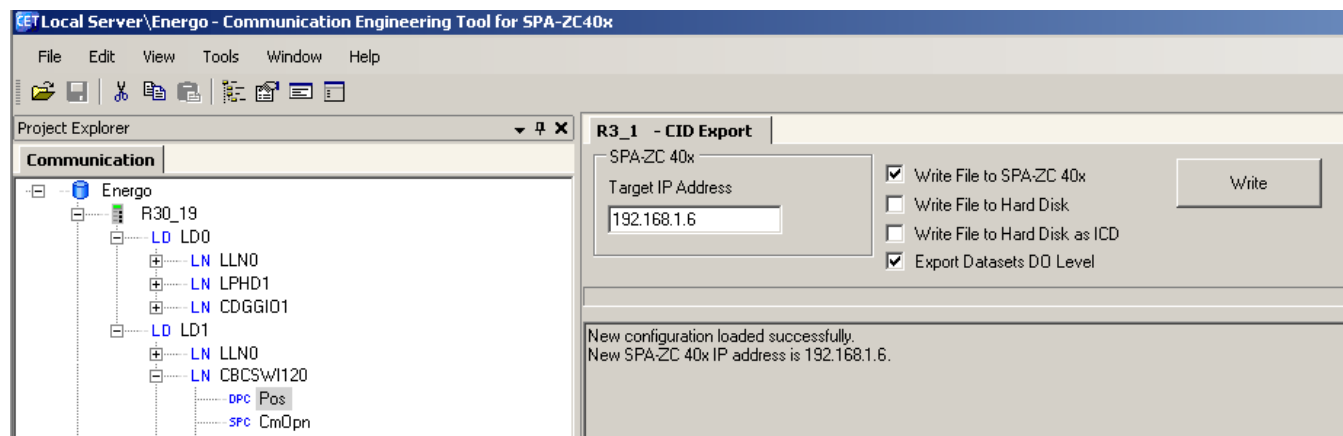 CET Local Server\Energo - Communication Engineering Tool for SPA-ZC40x
File Edit View Tools Window Help
Project Explorer
Communication
Energo
R30_19
LD LD0
LN LLN0
LN LPHD1
LN CDGGIO1
LD LD1
LN LLN0
LN CBCSWI120
DPC Pos
SPC CmOpn
R3_1 - CID Export
SPA-ZC 40x
Target IP Address
192.168.1.6
Write File to SPA-ZC 40x
Write File to Hard Disk
Write File to Hard Disk as ICD
Export Datasets DO Level
Write
New configuration loaded successfully.
New SPA-ZC 40x IP address is 192.168.1.6.